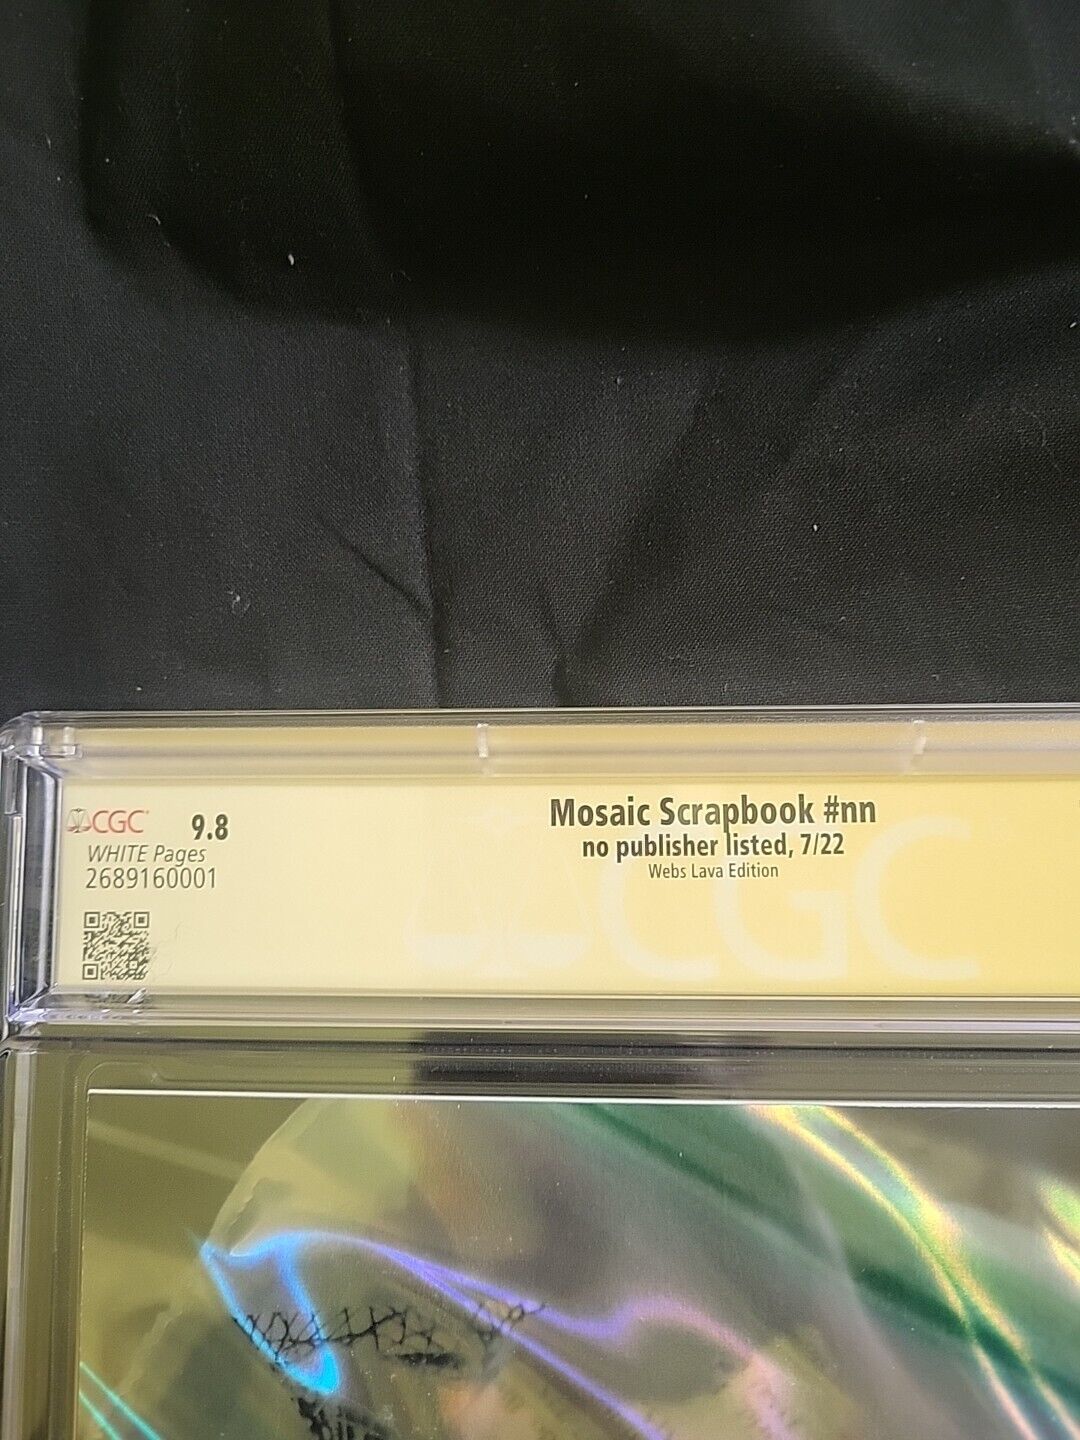 CGC 9.8
WHITE Pages
2689160001
Mosaic Scrapbook #nn
no publisher listed, 7/22
Webs Lava Edition
CGC